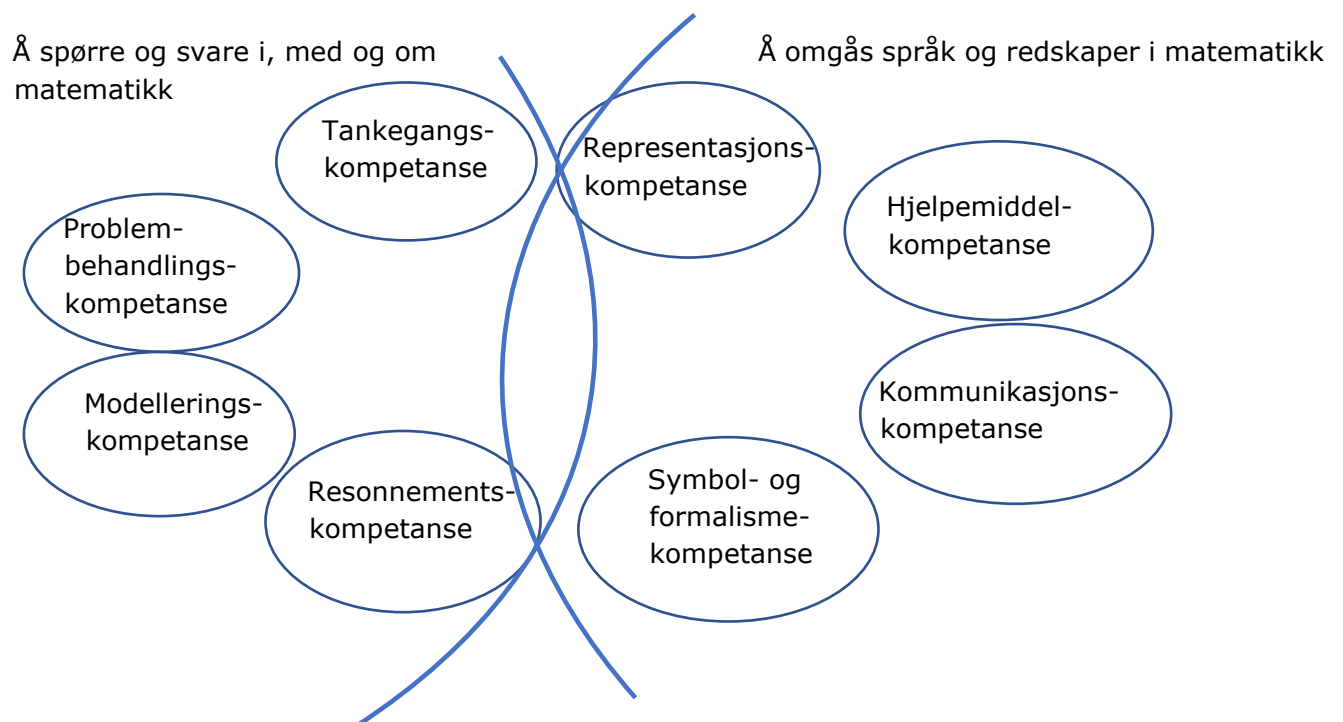 Å spørre og svare i, med og om
matematikk
Å omgås språk og redskaper i matematikk
Tankegangs-
kompetanse
Representasjons-
kompetanse
Problem-
behandlings-
kompetanse
Hjelpemiddel-
kompetanse
Modellerings-
kompetanse
Kommunikasjons-
kompetanse
Resonnements-
kompetanse
Symbol- og
formalisme-
kompetanse